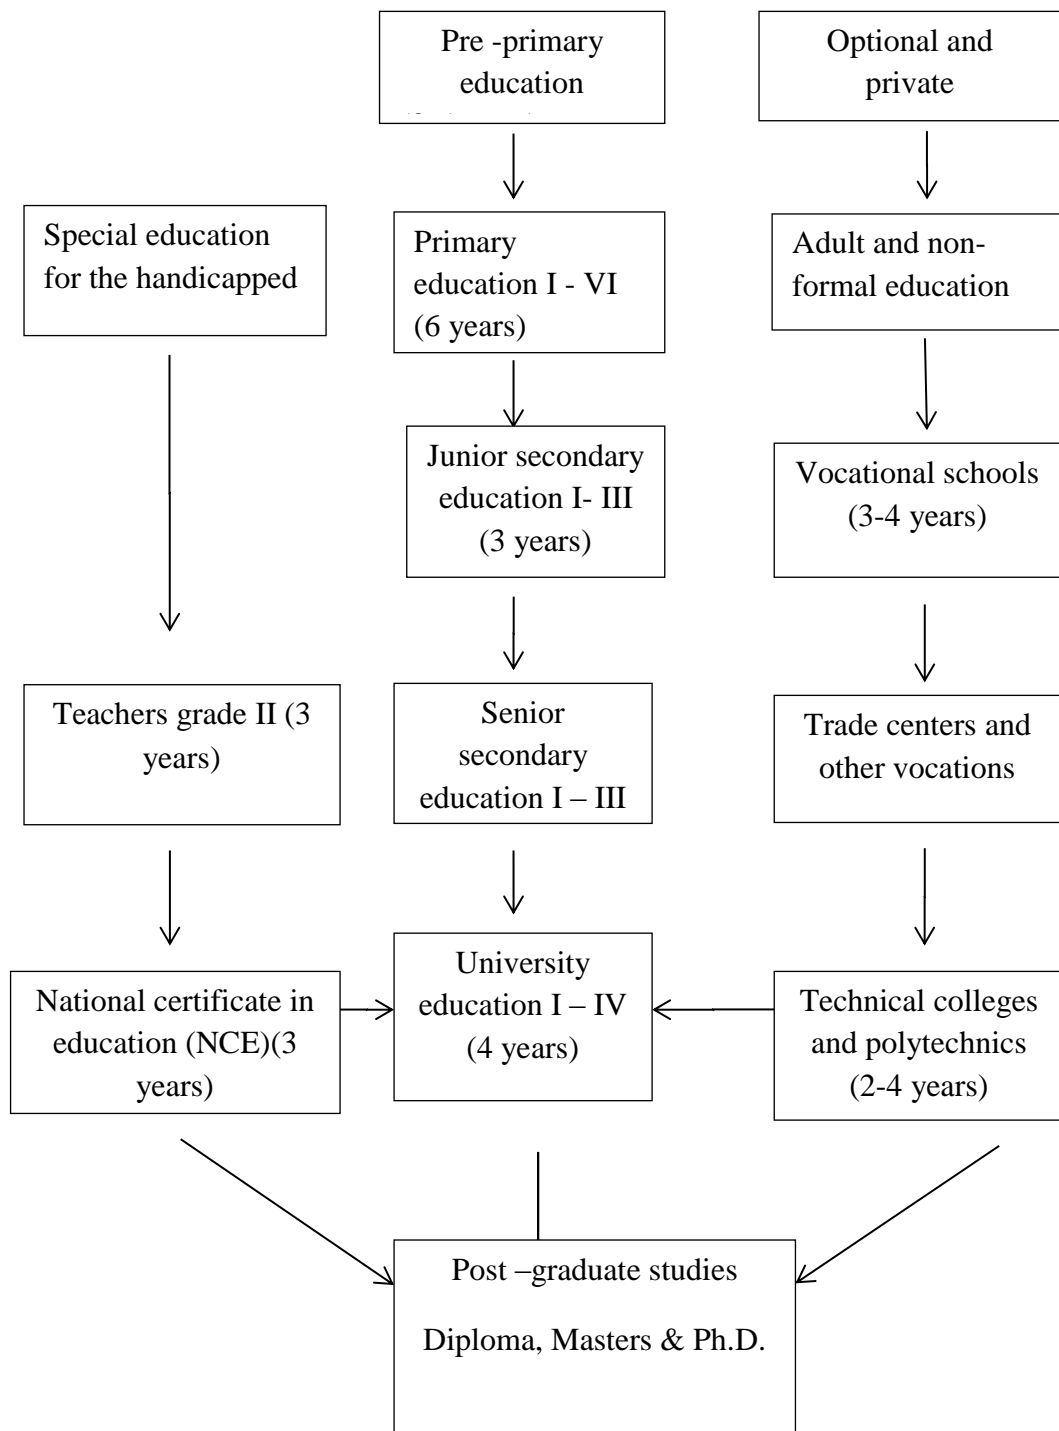 Pre -primary
education
Optional and
private
Special education
for the handicapped
Primary
education I - VI
(6 years)
Adult and non-
formal education
Junior secondary
education I- III
(3 years)
Vocational schools
(3-4 years)
Teachers grade II (3
years)
Senior
secondary
education I – III
Trade centers and
other vocations
National certificate in
education (NCE)(3
years)
University
education I – IV
(4 years)
Technical colleges
and polytechnics
(2-4 years)
Post –graduate studies
Diploma, Masters & Ph.D.